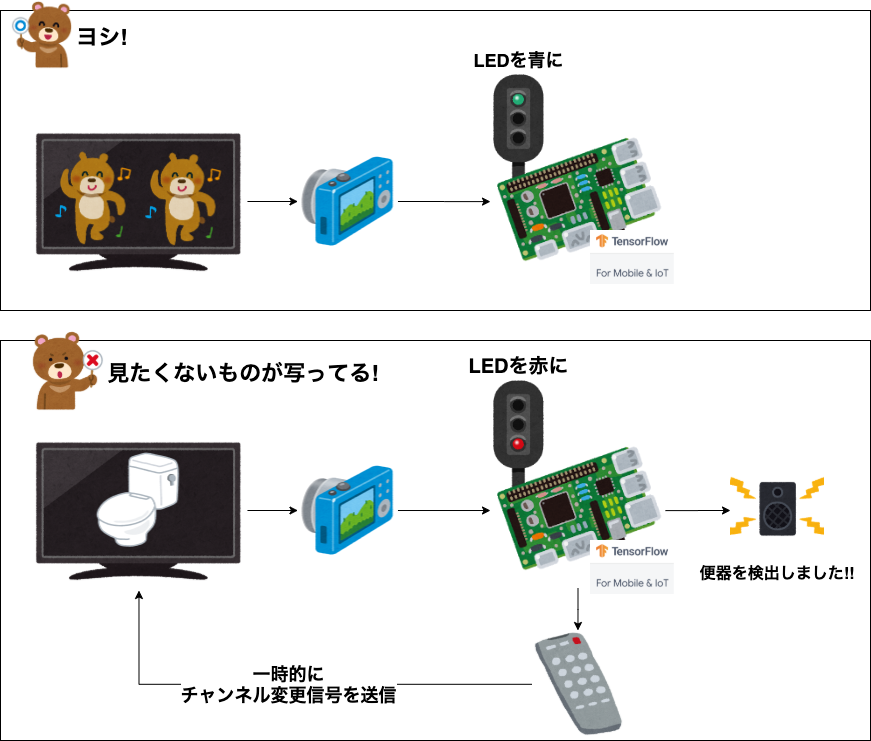 ヨシ!
LEDを青に
TensorFlow
For Mobile & IoT
見たくないものが写ってる!
LEDを赤に
TensorFlow
For Mobile & IoT
便器を検出しました!!
一時的に
チャンネル変更信号を送信